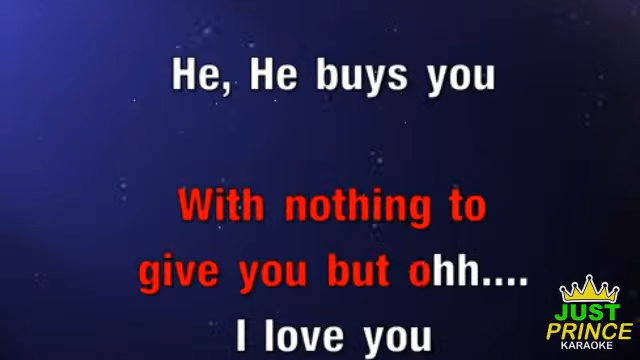 He, He buys you
With nothing to
give you but ohh....
I love you
JUST
PRINCE
KARAOKE